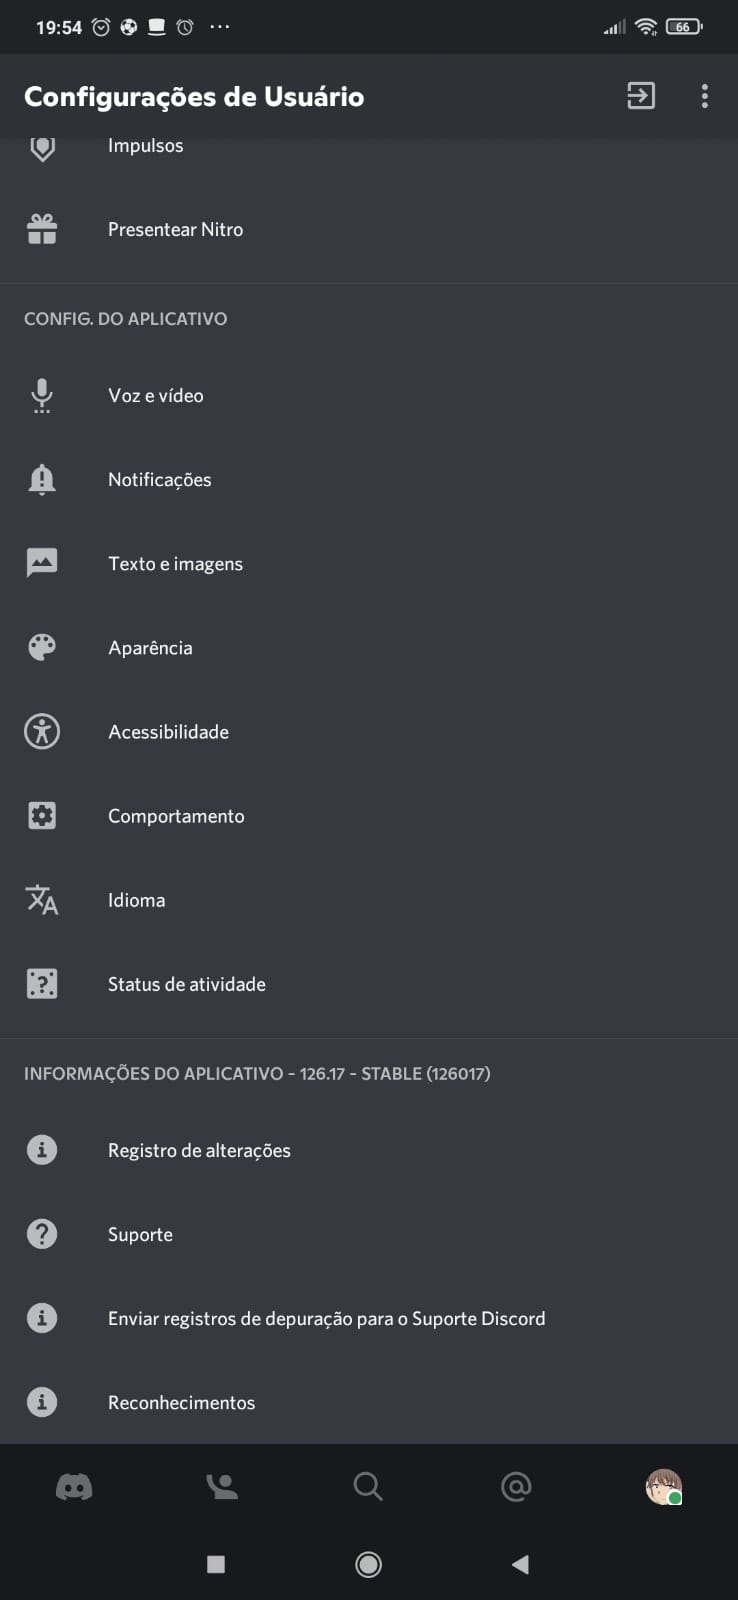 19:54
66
Configurações de Usuário
Impulsos
Presentear Nitro
CONFIG. DO APLICATIVO
Voz e vídeo
Notificações
Texto e imagens
Aparência
Acessibilidade
Comportamento
Idioma
Status de atividade
INFORMAÇÕES DO APLICATIVO - 126.17 - STABLE (126017)
Registro de alterações
Suporte
Enviar registros de depuração para o Suporte Discord
Reconhecimentos